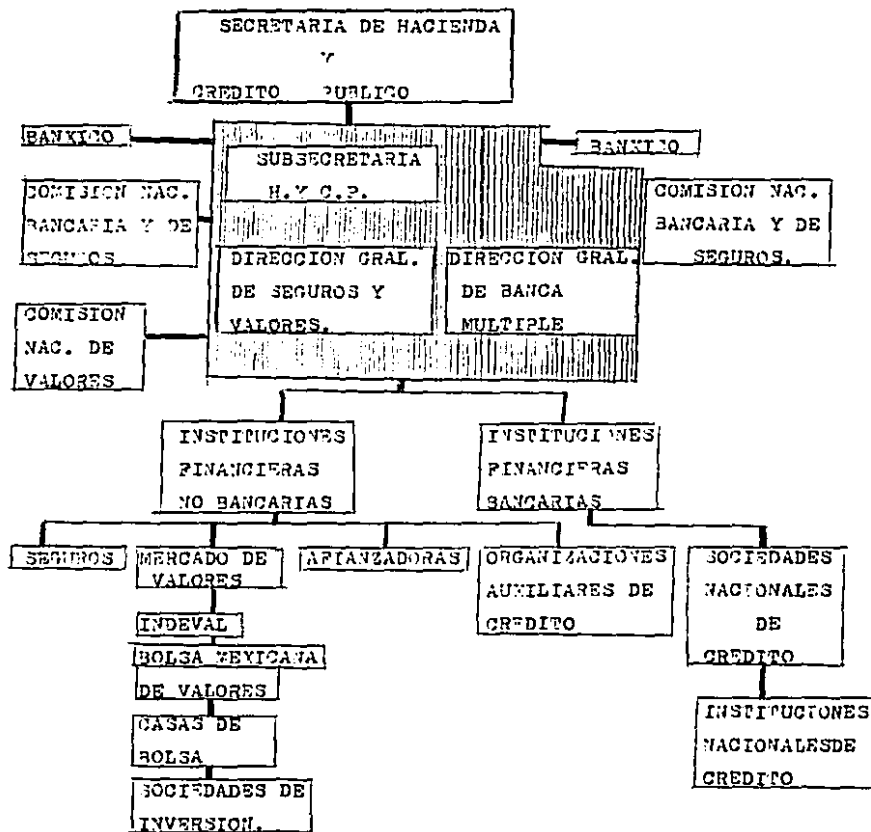 SECRETARIA DE HACIENDA
Y
CREDITO PUBLICO
BANXICO
BANXICO
SUBSECRETARIA
H.Y C.P.
COMISION NAC.
BANCARIA Y DE
SEGUROS
COMISION NAC.
BANCARIA Y DE
SEGUROS.
DIRECCION GRAL.
DE SEGUROS Y
VALORES.
DIRECCION GRAL.
DE BANCA
MULTIPLE
COMISION
NAC. DE
VALORES
INSTITUCIONES
FINANCIERAS
NO BANCARIAS
INSTITUCIONES
FINANCIERAS
BANCARIAS
SEGUROS
MERCADO DE
VALORES
AFIANZADORAS
ORGANIZACIONES
AUXILIARES DE
CREDITO
SOCIEDADES
NACIONALES
DE
CREDITO
INDEVAL
BOLSA MEXICANA
DE VALORES
CASAS DE
BOLSA
SOCIEDADES DE
INVERSION.
INSTITUCIONES
NACIONALESDE
CREDITO